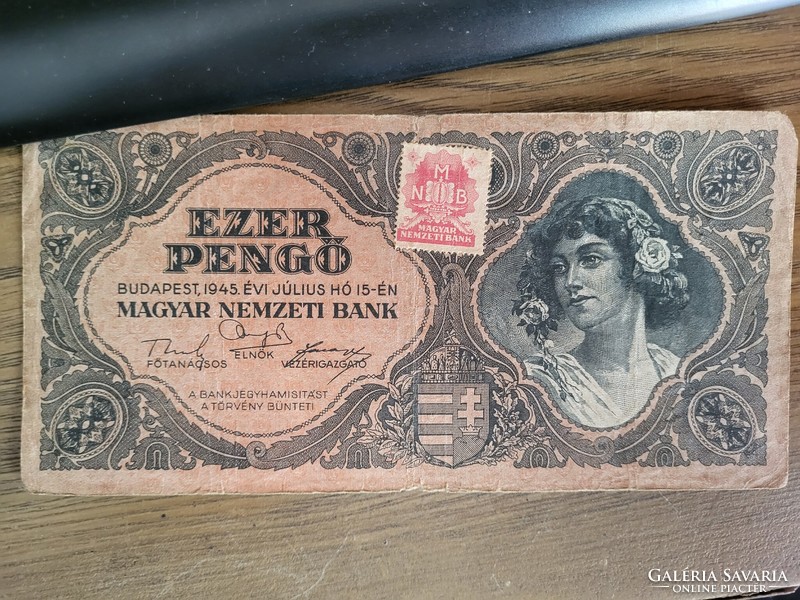 EZER
PENGŐ
BUDAPEST, 1945. ÉVI JÚLIUS HÓ 15-ÉN
MAGYAR NEMZETI BANK
ELNÖK
FŐTANÁCSOS VEZÉRIGAZGATÓ
A BANKJEGYHAMISITÁST
A TÖRVÉNY BÜNTETI
M
N B
MAGYAR
NEMZETI BANK
GALÉRIA SAVARIA
ONLINE PIACTÉR